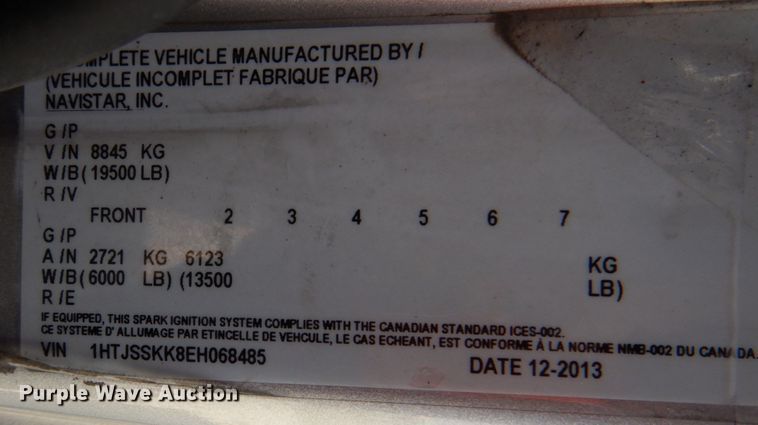 COMPLETE VEHICLE MANUFACTURED BY /
(VEHICULE INCOMPLET FABRIQUE PAR)
NAVISTAR, INC.
G /P
V /N 8845 KG
W/B( 19500 LB)
R /V
FRONT 2 3 4 5 6 7
G /P
A /N 2721 KG 6123 KG
W/B( 6000 LB) (13500 LB)
R /E
IF EQUIPPED, THIS SPARK IGNITION SYSTEM COMPLIES WITH THE CANADIAN STANDARD ICES-002.
CE SYSTEME D' ALLUMAGE PAR ETINCELLE DE VEHCULE, LE CAS ECHEANT, EST CONFORME À LA NORME NMB-002 DU CANADA.
VIN 1HTJSSKK8EH068485 DATE 12-2013
Purple Wave Auction